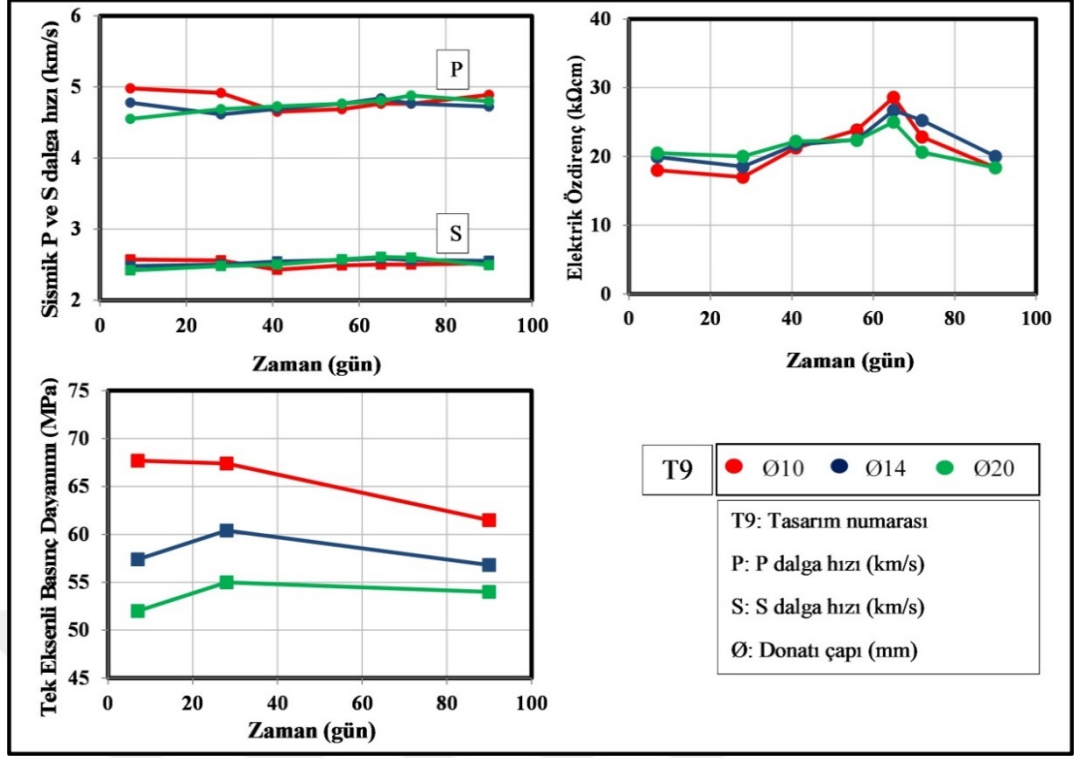 Sismik P ve S dalga hızı (km/s)
6
5
4
3
2
P
S
0 20 40 60 80 100
Zaman (gün)
Elektrik Özdirenç (kΩcm)
40
30
20
10
0
0 20 40 60 80 100
Zaman (gün)
Tek Eksenli Basınç Dayanımı (MPa)
75
70
65
60
55
50
45
0 20 40 60 80 100
Zaman (gün)
T9 Ø10 Ø14 Ø20
T9: Tasarım numarası
P: P dalga hızı (km/s)
S: S dalga hızı (km/s)
Ø: Donatı çapı (mm)